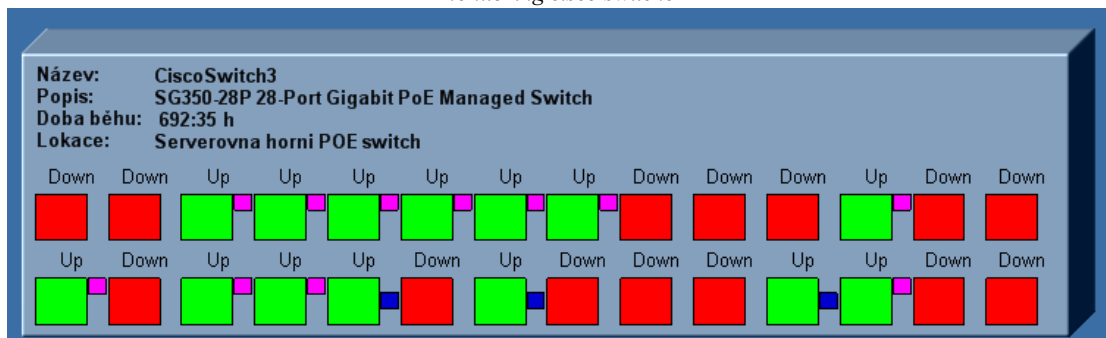 Název: CiscoSwitch3
Popis: SG350-28P 28-Port Gigabit PoE Managed Switch
Doba běhu: 692:35 h
Lokace: Serverovna horni POE switch
Down Down Up Up Up Up Up Up Down Down Down Up Down Down
Up Down Up Up Up Down Up Down Down Down Up Up Down Down